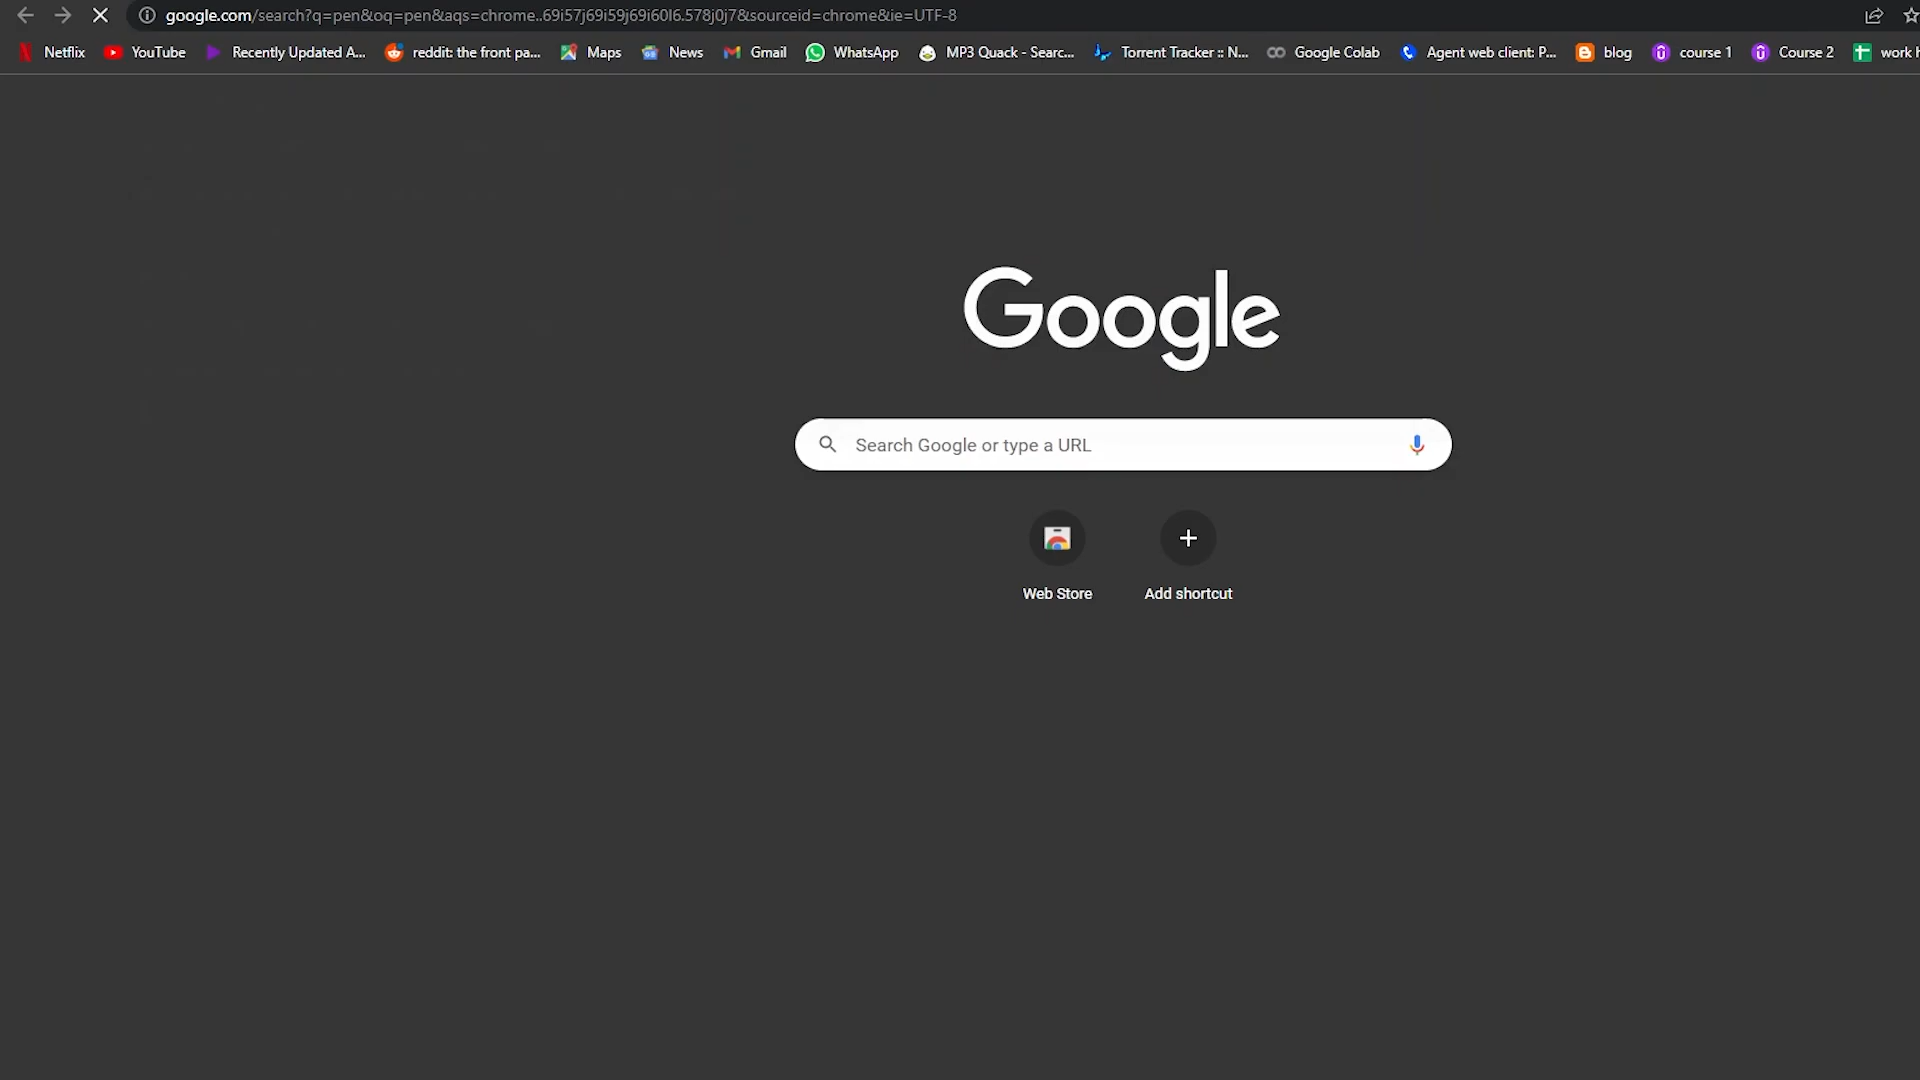 google.com/search?q=pen&oq=pen&aqs=chrome..69i57j69i59j69i60l6.578j0j7&sourceid=chrome&ie=UTF-8
Netflix YouTube Recently Updated A... reddit: the front pa... Maps News Gmail WhatsApp MP3 Quack - Searc... Torrent Tracker :: N... Google Colab Agent web client: P... blog course 1 Course 2 work
Google
Search Google or type a URL
Web Store Add shortcut